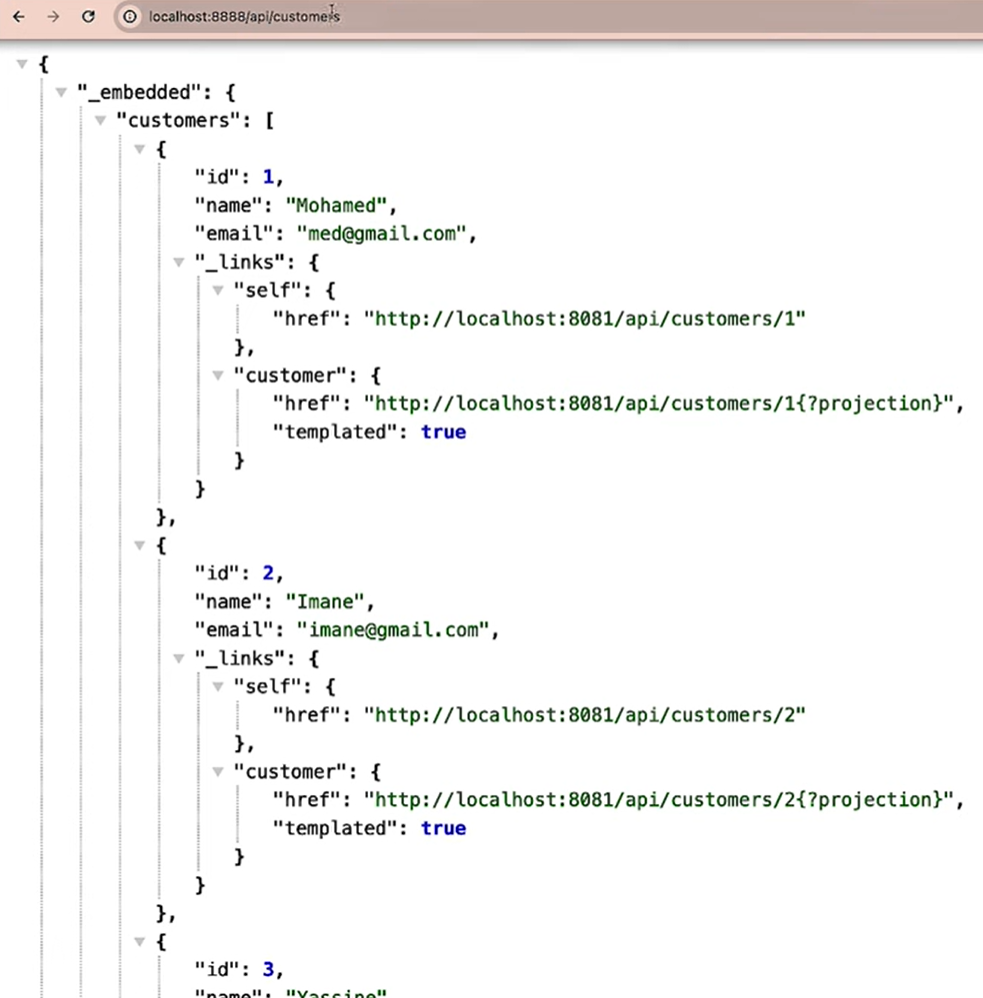 localhost:8888/api/customers
{
"_embedded": {
"customers": [
{
"id": 1,
"name": "Mohamed",
"email": "med@gmail.com",
"_links": {
"self": {
"href": "http://localhost:8081/api/customers/1"
},
"customer": {
"href": "http://localhost:8081/api/customers/1{?projection}",
"templated": true
}
}
},
{
"id": 2,
"name": "Imane",
"email": "imane@gmail.com",
"_links": {
"self": {
"href": "http://localhost:8081/api/customers/2"
},
"customer": {
"href": "http://localhost:8081/api/customers/2{?projection}",
"templated": true
}
}
},
{
"id": 3,
"name": "Yassine"